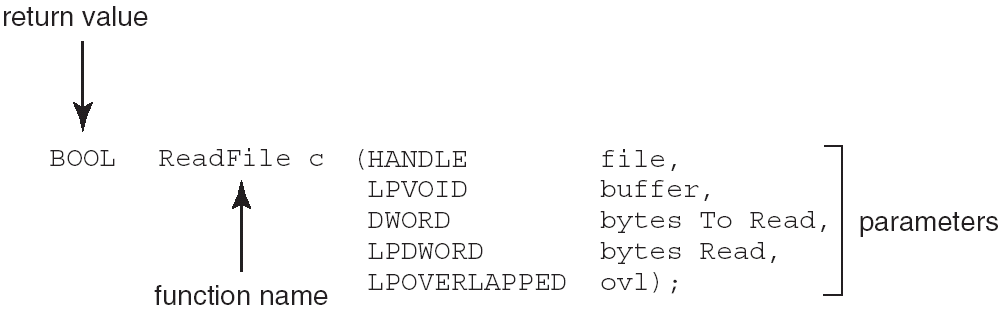 return value
BOOL ReadFile c (HANDLE file,
LPVOID buffer,
DWORD bytes To Read,
LPDWORD bytes Read,
LPOVERLAPPED ovl);
parameters
function name